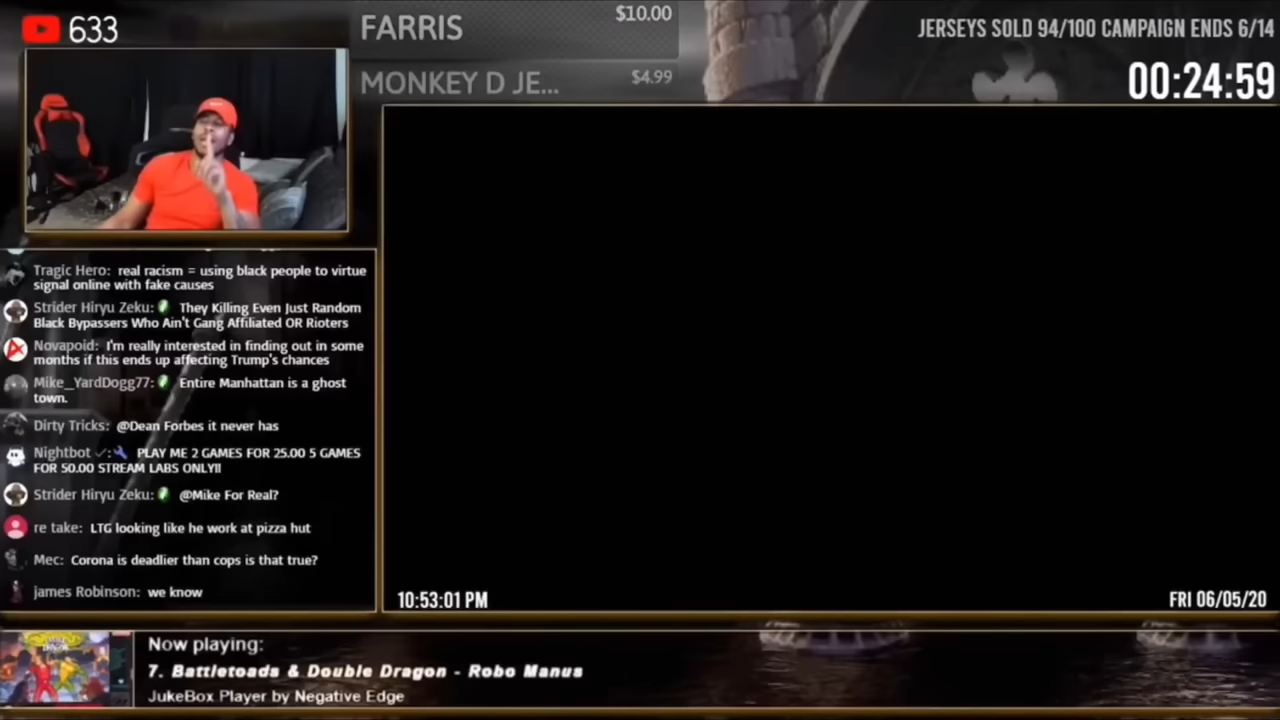 633
FARRIS $10.00
MONKEY D JE... $4.99
JERSEYS SOLD 94/100 CAMPAIGN ENDS 6/14
00:24:59
Tragic Hero: real racism = using black people to virtue
signal online with fake causes
Strider Hiryu Zeku: They Killing Even Just Random
Black Bypassers Who Ain't Gang Affiliated OR Rioters
Novapoid: I'm really interested in finding out in some
months if this ends up affecting Trump's chances
Mike_YardDogg77: Entire Manhattan is a ghost
town.
Dirty Tricks: @Dean Forbes it never has
Nightbot ✓: PLAY ME 2 GAMES FOR 25.00 5 GAMES
FOR 50.00 STREAM LABS ONLY!!
Strider Hiryu Zeku: @Mike For Real?
re take: LTG looking like he work at pizza hut
Mec: Corona is deadlier than cops is that true?
james Robinson: we know
10:53:01 PM
FRI 06/05/20
Now playing:
7. Battletoads & Double Dragon - Robo Manus
JukeBox Player by Negative Edge